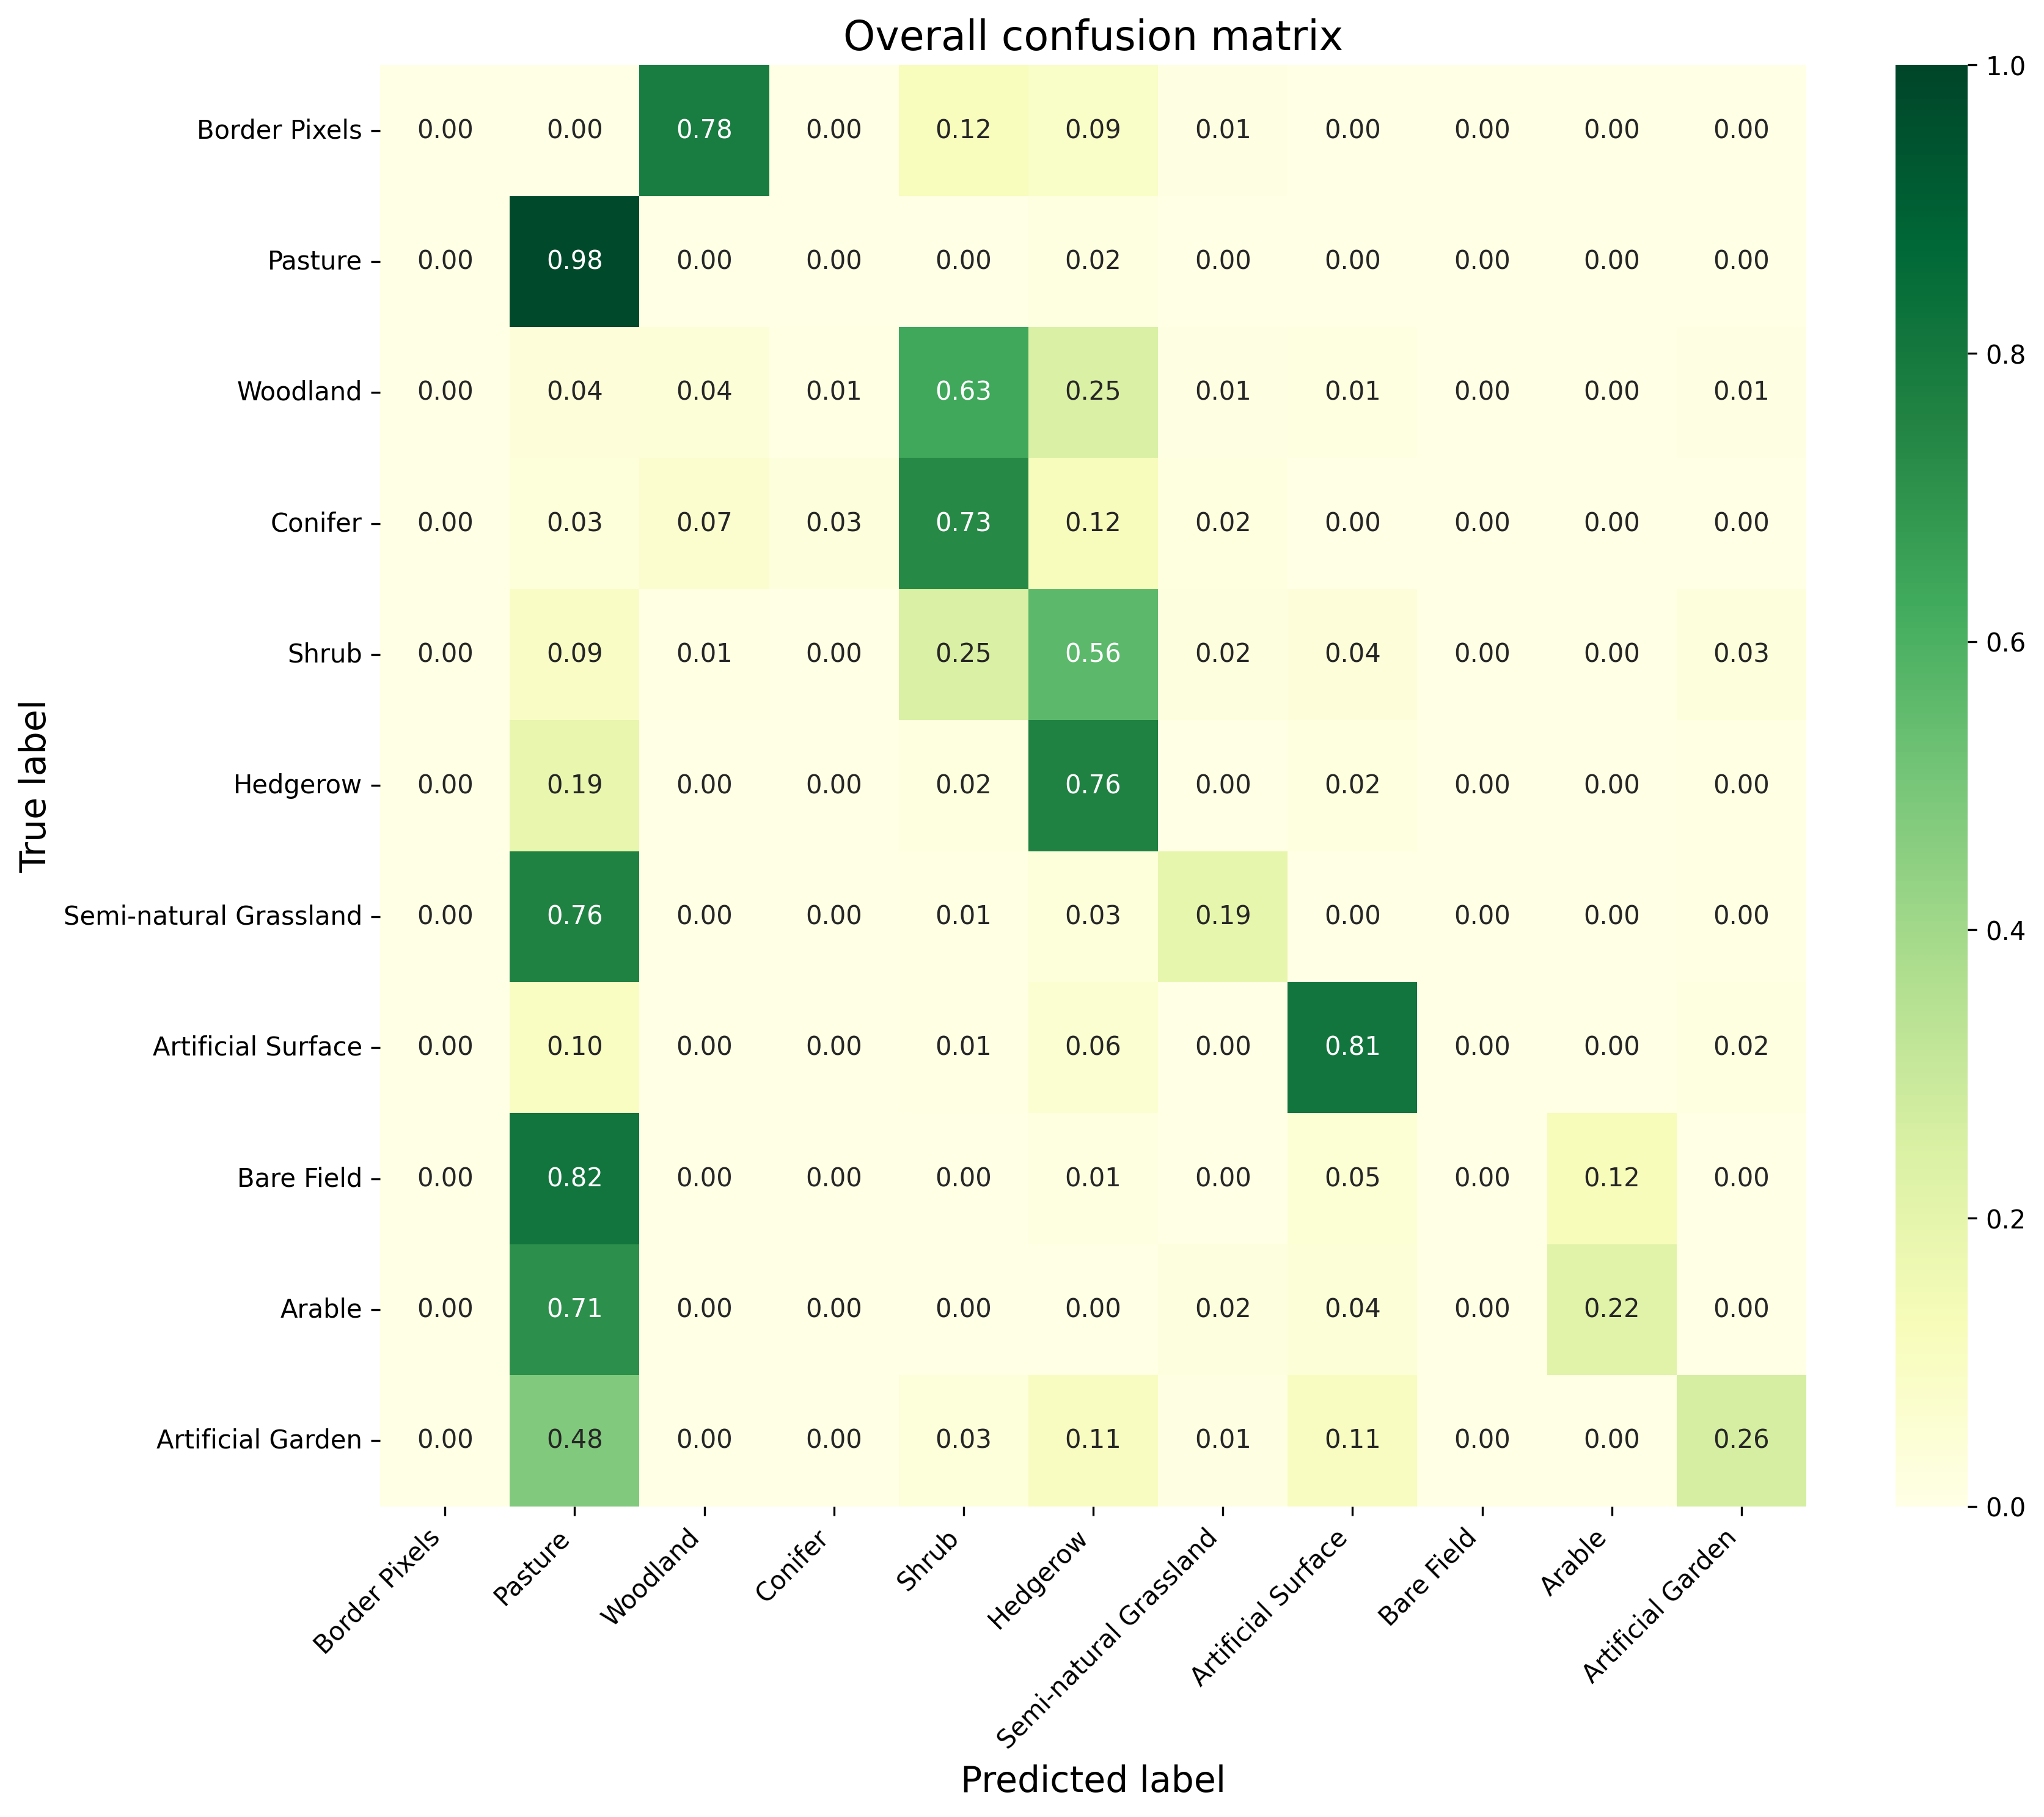 Overall confusion matrix
Border Pixels 0.00 0.00 0.78 0.00 0.12 0.09 0.01 0.00 0.00 0.00 0.00
Pasture 0.00 0.98 0.00 0.00 0.00 0.02 0.00 0.00 0.00 0.00 0.00
Woodland 0.00 0.04 0.04 0.01 0.63 0.25 0.01 0.01 0.00 0.00 0.01
Conifer 0.00 0.03 0.07 0.03 0.73 0.12 0.02 0.00 0.00 0.00 0.00
Shrub 0.00 0.09 0.01 0.00 0.25 0.56 0.02 0.04 0.00 0.00 0.03
Hedgerow 0.00 0.19 0.00 0.00 0.02 0.76 0.00 0.02 0.00 0.00 0.00
Semi-natural Grassland 0.00 0.76 0.00 0.00 0.01 0.03 0.19 0.00 0.00 0.00 0.00
Artificial Surface 0.00 0.10 0.00 0.00 0.01 0.06 0.00 0.81 0.00 0.00 0.02
Bare Field 0.00 0.82 0.00 0.00 0.00 0.01 0.00 0.05 0.00 0.12 0.00
Arable 0.00 0.71 0.00 0.00 0.00 0.00 0.02 0.04 0.00 0.22 0.00
Artificial Garden 0.00 0.48 0.00 0.00 0.03 0.11 0.01 0.11 0.00 0.00 0.26
True label
Border Pixels
Pasture
Woodland
Conifer
Shrub
Hedgerow
Semi-natural Grassland
Artificial Surface
Bare Field
Arable
Artificial Garden
Predicted label
1.0
0.8
0.6
0.4
0.2
0.0